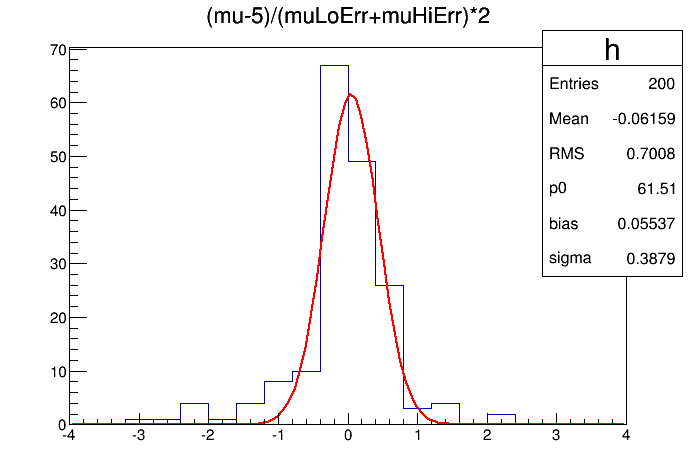 (mu-5)/(muLoErr+muHiErr)*2
h
Entries 200
Mean -0.06159
RMS 0.7008
p0 61.51
bias 0.05537
sigma 0.3879
70
60
50
40
30
20
10
0
-4 -3 -2 -1 0 1 2 3 4